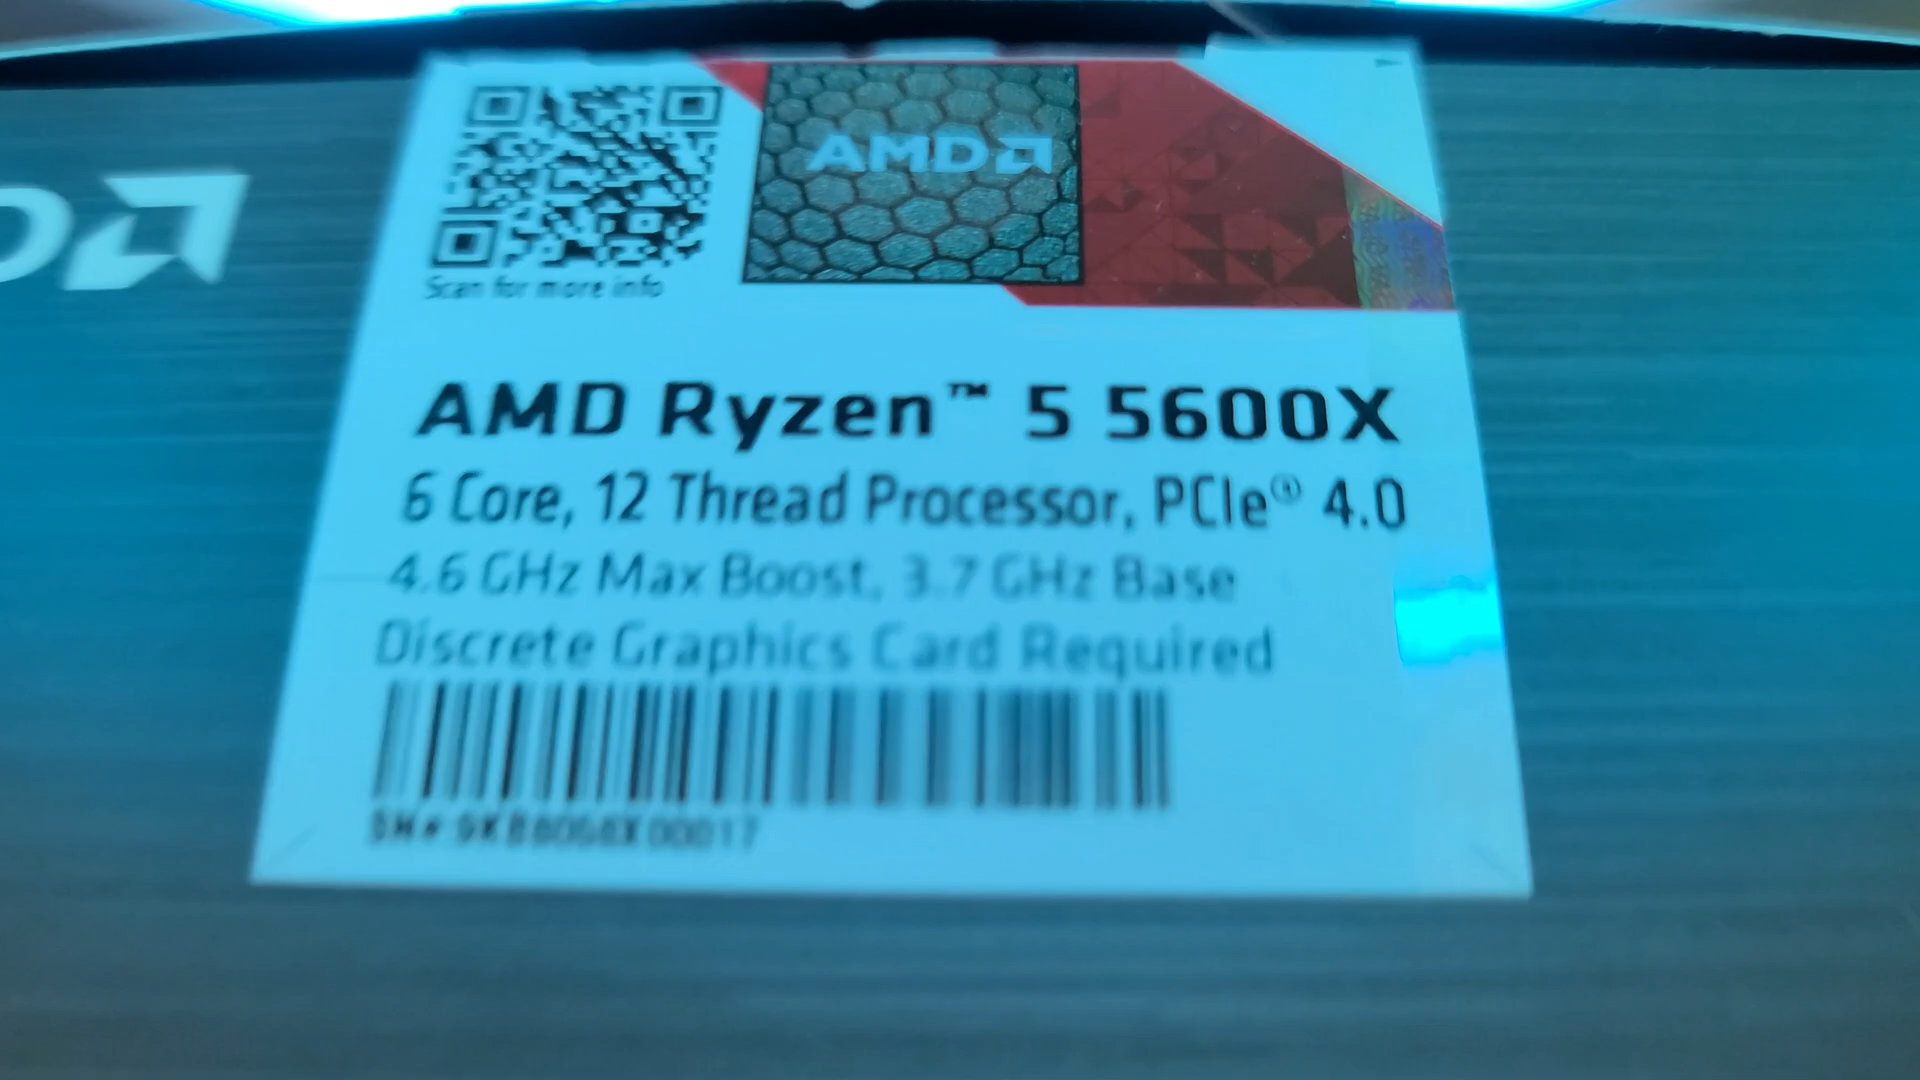 AMD
Scan for more info
AMD Ryzen™ 5 5600X
6 Core, 12 Thread Processor, PCIe® 4.0
4.6 GHz Max Boost, 3.7 GHz Base
Discrete Graphics Card Required